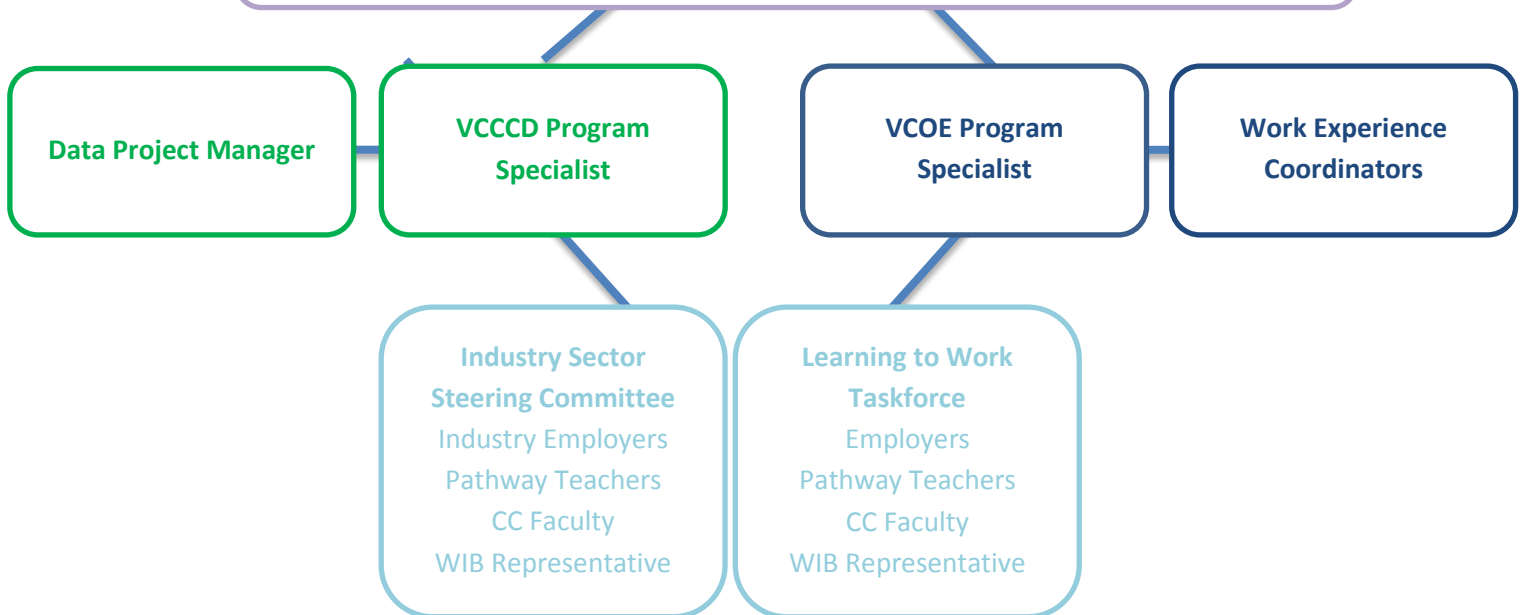 Data Project Manager
VCCCD Program
Specialist
VCOE Program
Specialist
Work Experience
Coordinators
Industry Sector
Steering Committee
Industry Employers
Pathway Teachers
CC Faculty
WIB Representative
Learning to Work
Taskforce
Employers
Pathway Teachers
CC Faculty
WIB Representative